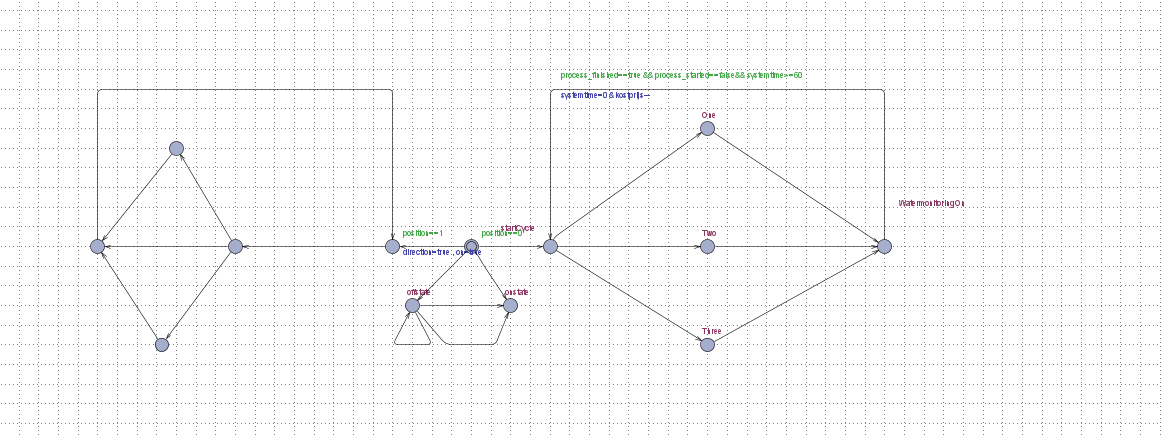 process_finished==true && process_started==false&& systemtime>=60
systemtime=0 & kostprijs--
One
WatermonitoringOn
startCycle
position==1
position==0
Two
direction=true , on=true
offstate
onstate
Three